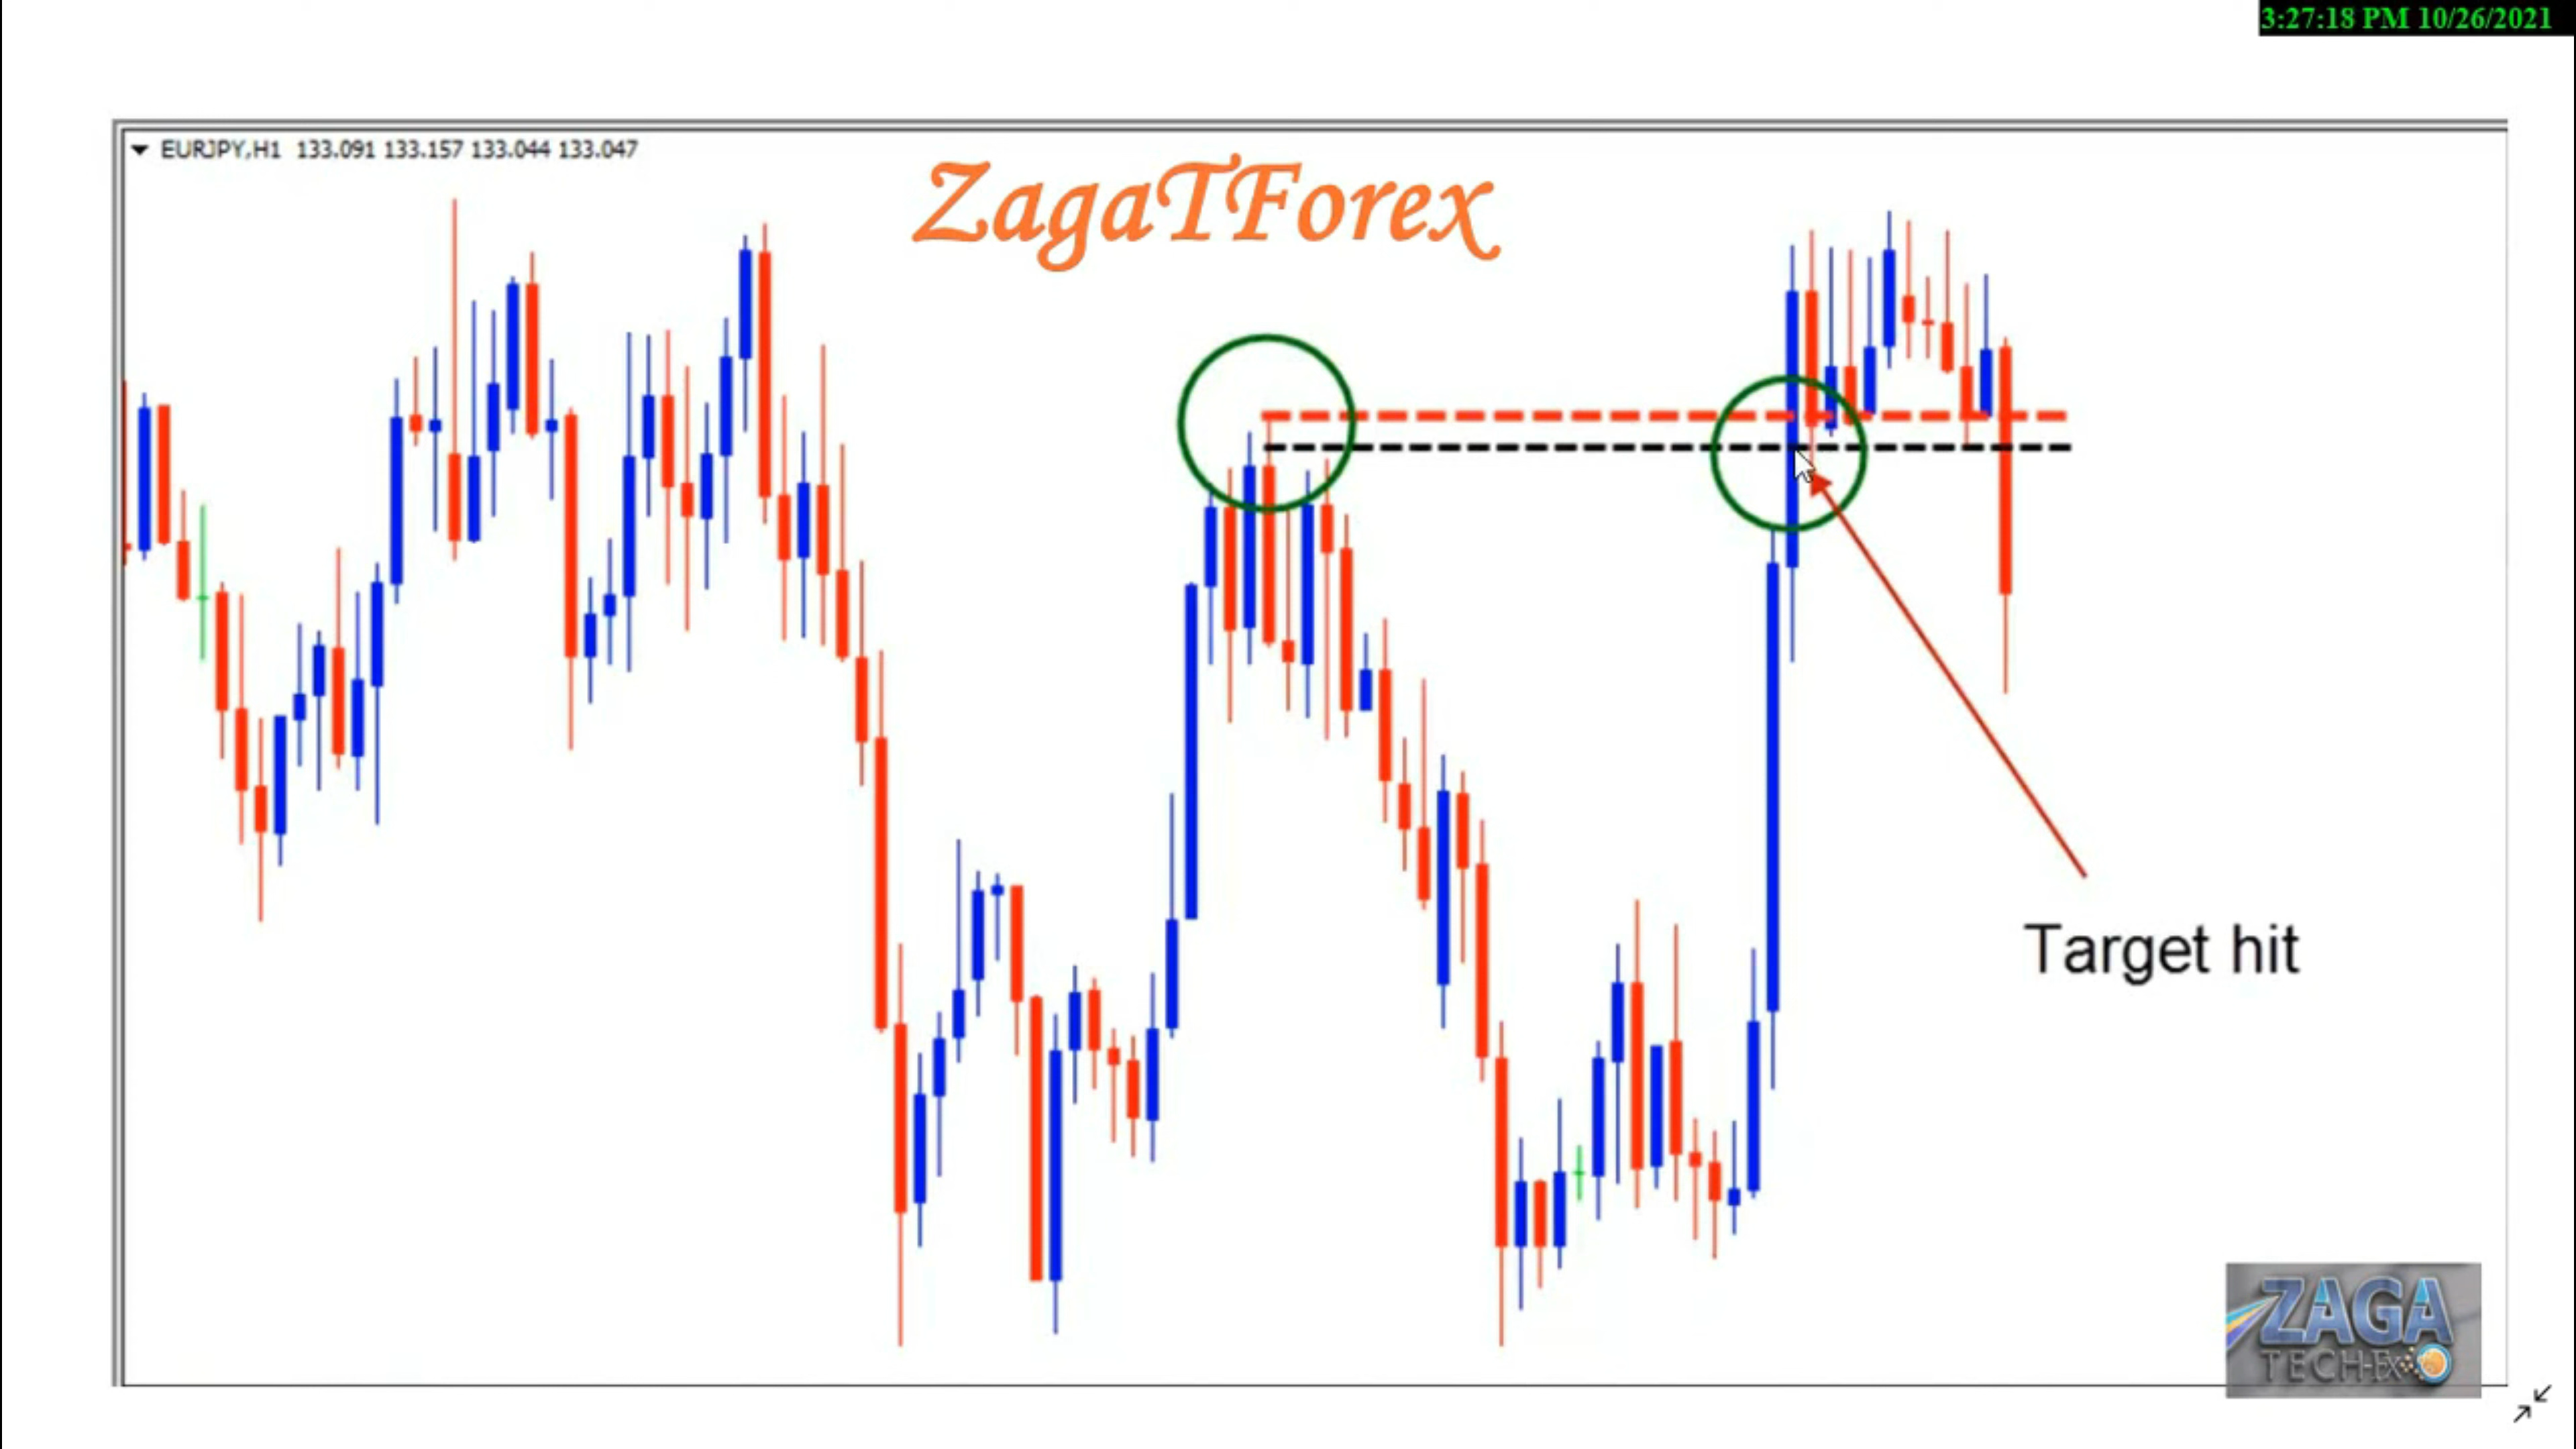 3:27:18 PM 10/26/2021
EURJPY,H1 133.091 133.157 133.044 133.047
ZagaTForex
Target hit
ZAGA
TECH-Ex